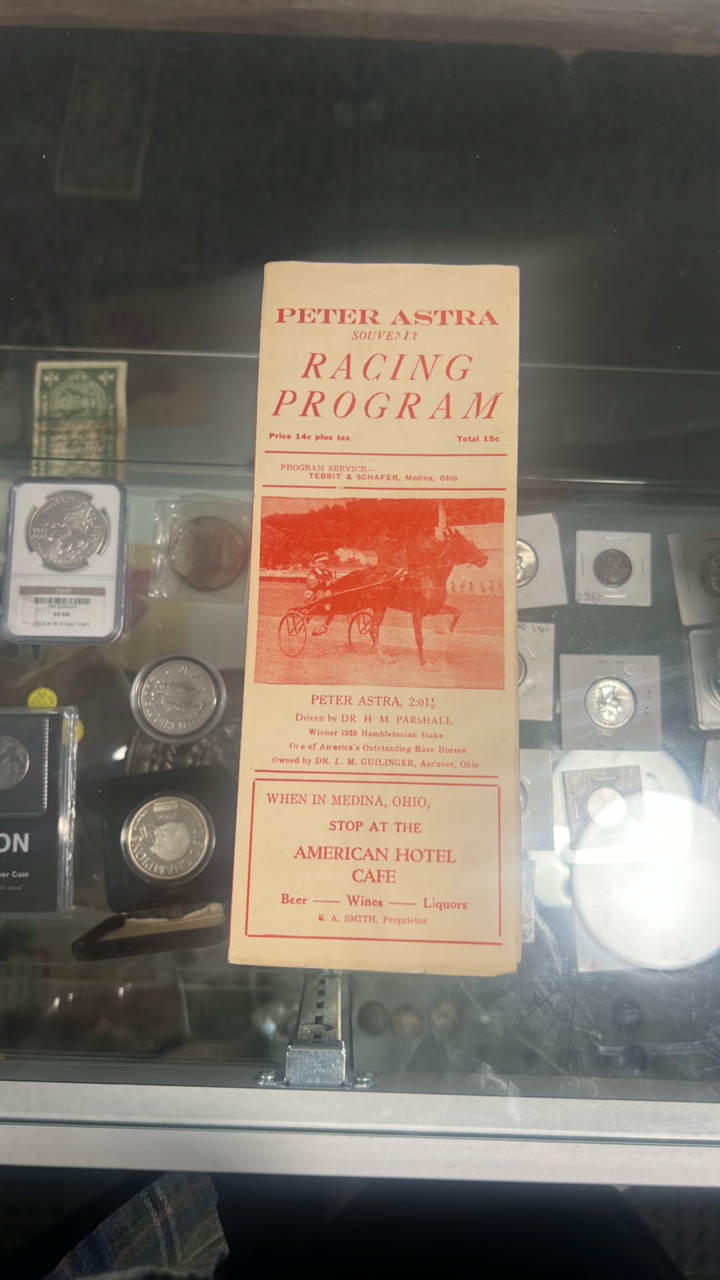 PETER ASTRA
SOUVENIR
RACING
PROGRAM
Price 14c plus tax Total 15c
PROGRAM SERVICE—
TEBBIT & SCHAFER, Medina, Ohio
PETER ASTRA, 2:01½
Driven by DR. H. M. PARSHALL
Winner 1939 Hambletonian Stake
One of America's Outstanding Race Horses
Owned by DR. L. M. GUILINGER, Andover, Ohio
WHEN IN MEDINA, OHIO,
STOP AT THE
AMERICAN HOTEL
CAFE
Beer — Wines — Liquors
S. A. SMITH, Proprietor
ON
ver Coin